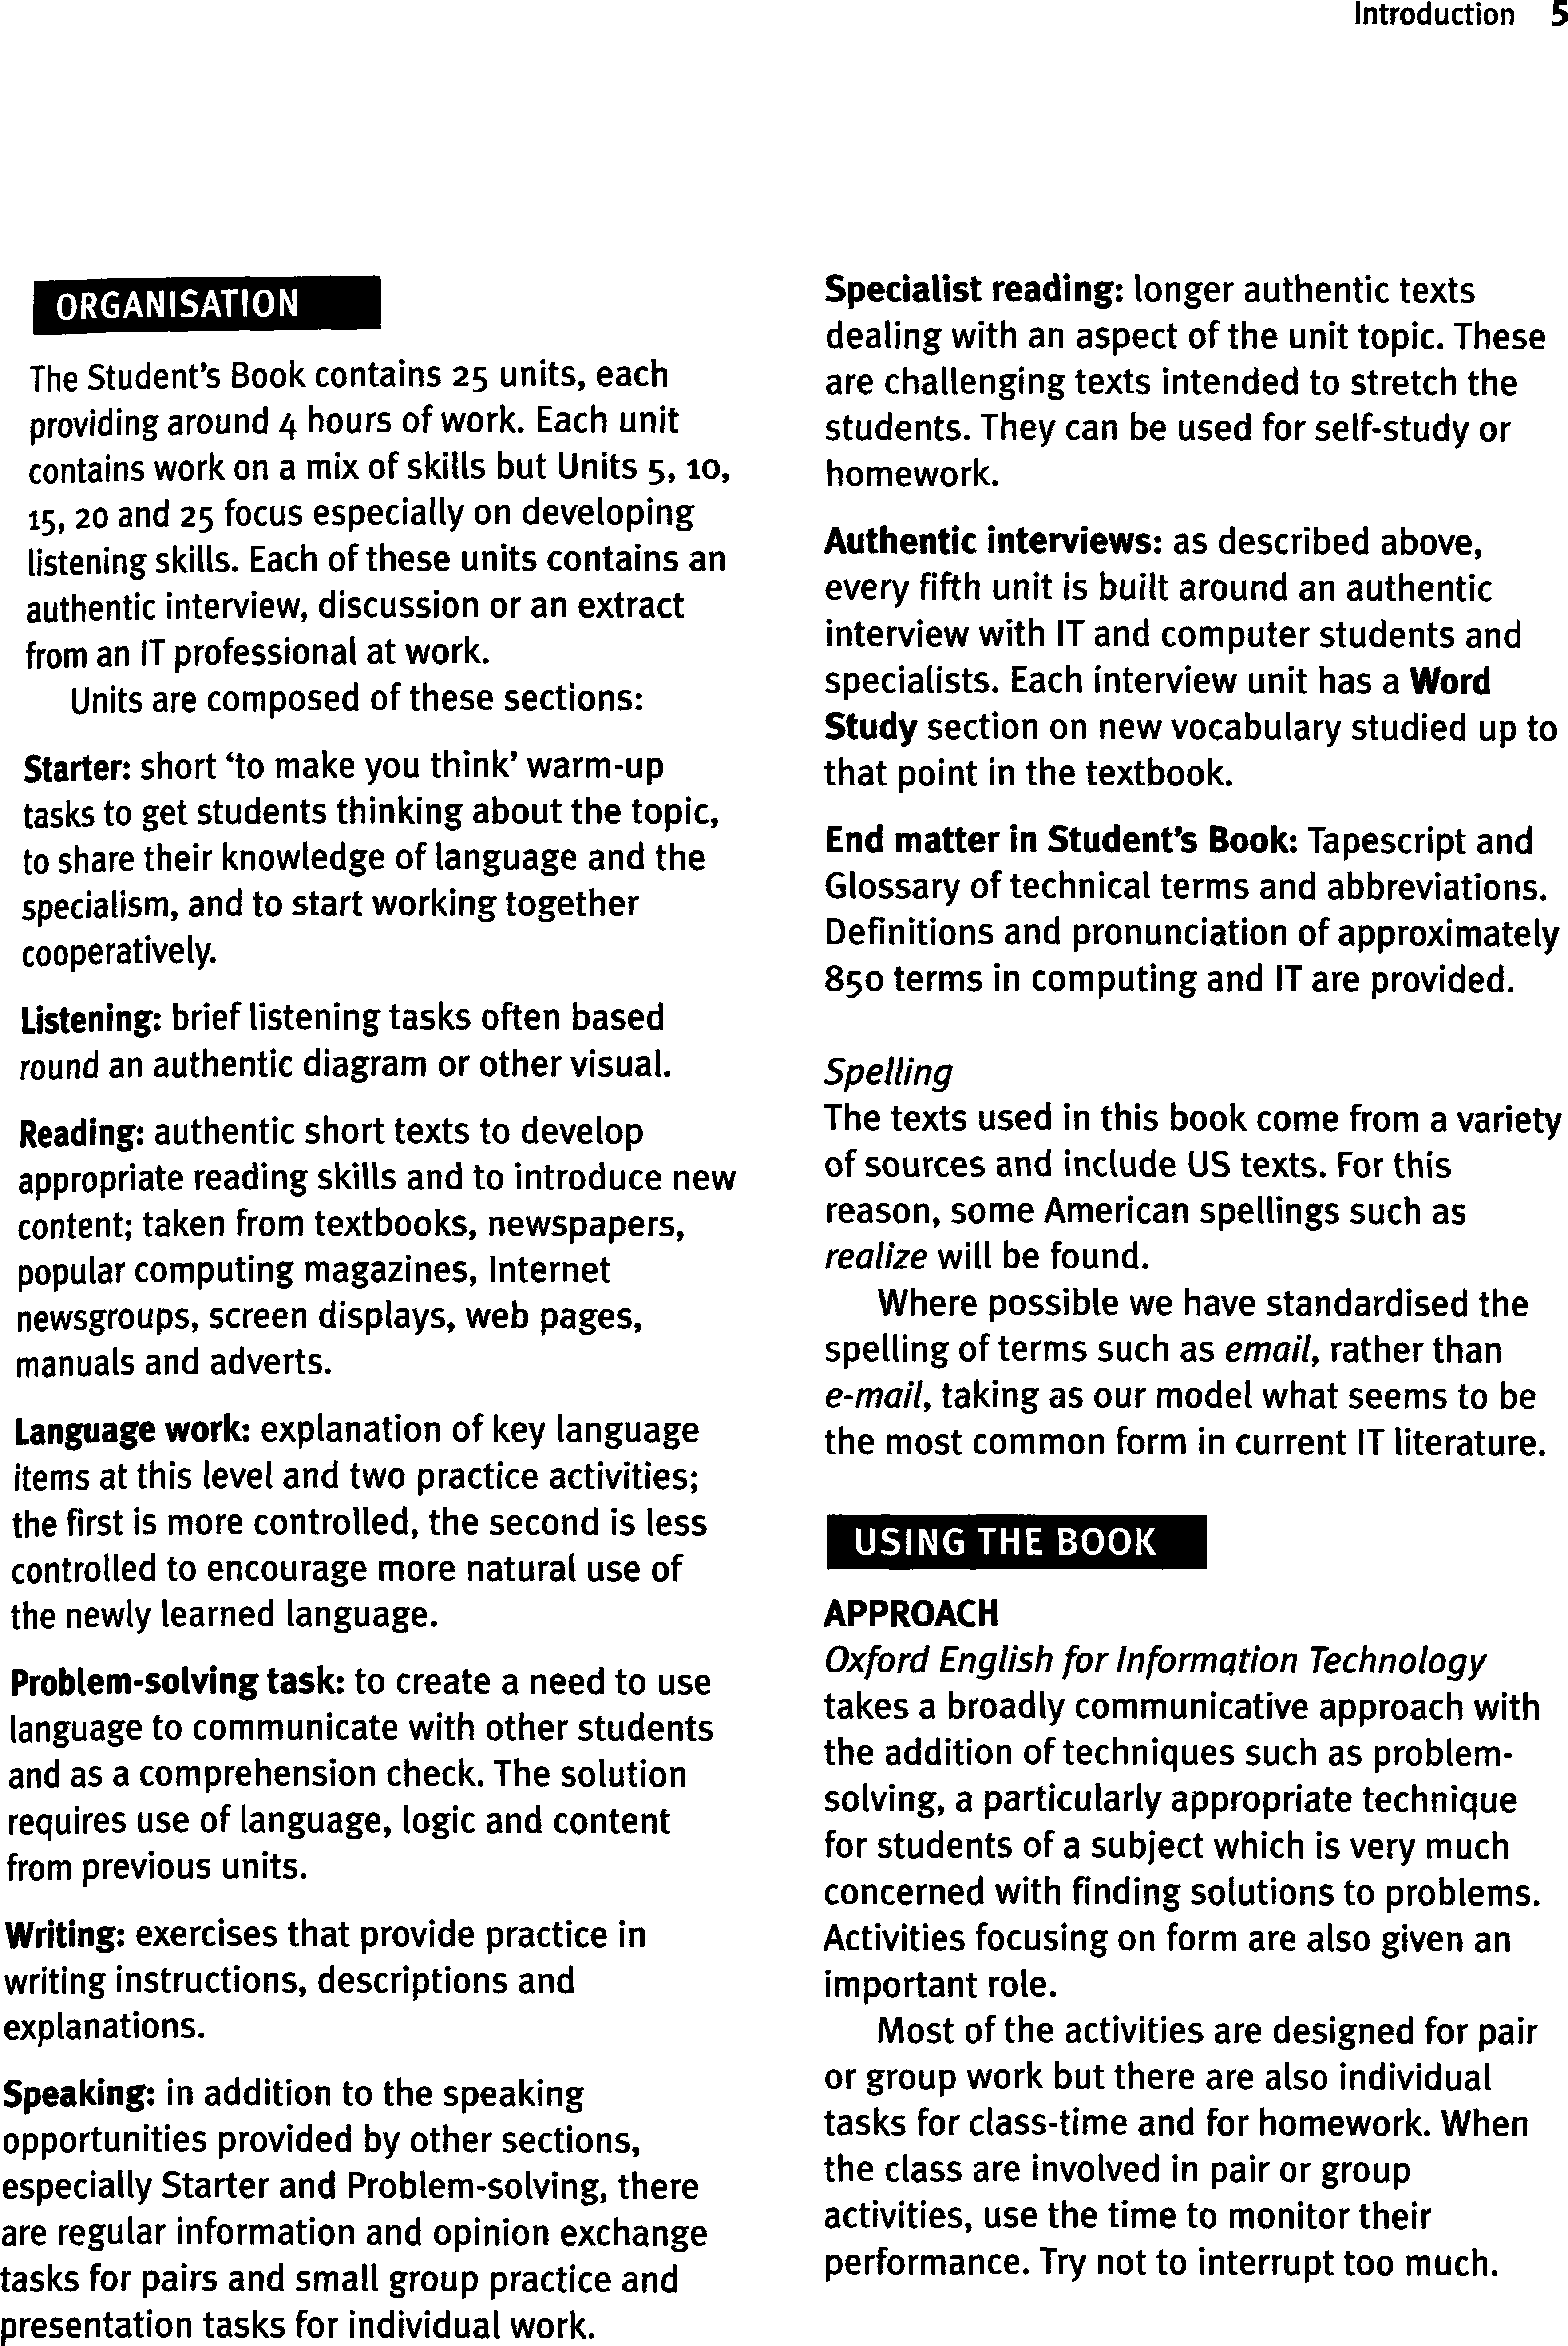 Introduction 5
ORGANISATION
The Student's Book contains 25 units, each
providing around 4 hours of work. Each unit
contains work on a mix of skills but Units 5, 10,
15, 20 and 25 focus especially on developing
listening skills. Each of these units contains an
authentic interview, discussion or an extract
from an IT professional at work.
Units are composed of these sections:
Starter: short ‘to make you think’ warm-up
tasks to get students thinking about the topic,
to share their knowledge of language and the
specialism, and to start working together
cooperatively.
Listening: brief listening tasks often based
round an authentic diagram or other visual.
Reading: authentic short texts to develop
appropriate reading skills and to introduce new
content; taken from textbooks, newspapers,
popular computing magazines, Internet
newsgroups, screen displays, web pages,
manuals and adverts.
Language work: explanation of key language
items at this level and two practice activities;
the first is more controlled, the second is less
controlled to encourage more natural use of
the newly learned language.
Problem-solving task: to create a need to use
language to communicate with other students
and as a comprehension check. The solution
requires use of language, logic and content
from previous units.
Writing: exercises that provide practice in
writing instructions, descriptions and
explanations.
Speaking: in addition to the speaking
opportunities provided by other sections,
especially Starter and Problem-solving, there
are regular information and opinion exchange
tasks for pairs and small group practice and
presentation tasks for individual work.
Specialist reading: longer authentic texts
dealing with an aspect of the unit topic. These
are challenging texts intended to stretch the
students. They can be used for self-study or
homework.
Authentic interviews: as described above,
every fifth unit is built around an authentic
interview with IT and computer students and
specialists. Each interview unit has a Word
Study section on new vocabulary studied up to
that point in the textbook.
End matter in Student's Book: Tapescript and
Glossary of technical terms and abbreviations.
Definitions and pronunciation of approximately
850 terms in computing and IT are provided.
Spelling
The texts used in this book come from a variety
of sources and include US texts. For this
reason, some American spellings such as
realize will be found.
Where possible we have standardised the
spelling of terms such as email, rather than
e-mail, taking as our model what seems to be
the most common form in current IT literature.
USING THE BOOK
APPROACH
Oxford English for Information Technology
takes a broadly communicative approach with
the addition of techniques such as problem-
solving, a particularly appropriate technique
for students of a subject which is very much
concerned with finding solutions to problems.
Activities focusing on form are also given an
important role.
Most of the activities are designed for pair
or group work but there are also individual
tasks for class-time and for homework. When
the class are involved in pair or group
activities, use the time to monitor their
performance. Try not to interrupt too much.